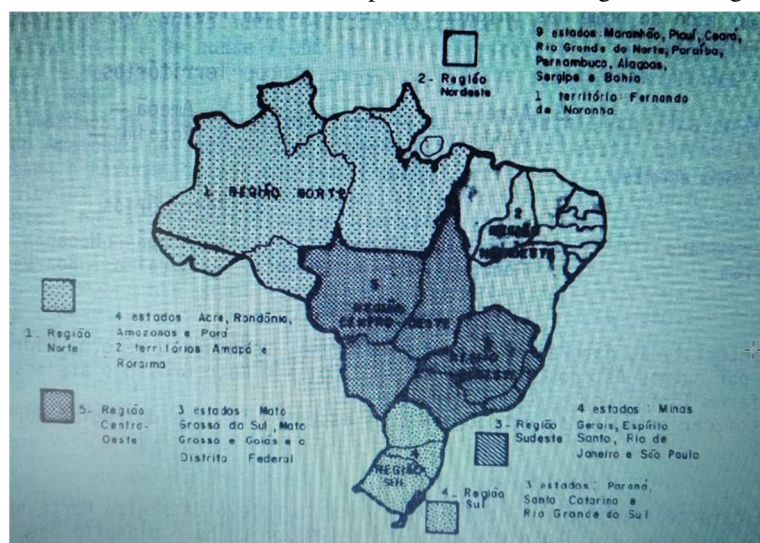 2- Região
Nordeste
9 estados: Maranhão, Piauí, Ceará,
Rio Grande do Norte, Paraíba,
Pernambuco, Alagoas,
Sergipe e Bahia
1 território: Fernando
de Noronha
1 REGIÃO NORTE
2
REGIÃO
NORDESTE
5
REGIÃO
CENTRO OESTE
REGIÃO
4
REGIÃO
SUL
1. Região
Norte
4 estados Acre, Rondônia,
Amazonas e Pará
2 territórios Amapá e
Roraima
5- Região
Centro-
Oeste
3 estados Mato
Grosso do Sul, Mato
Grosso e Goiás e o
Distrito Federal
3- Região
Sudeste
4 estados : Minas
Gerais, Espírito
Santo, Rio de
Janeiro e São Paulo
4- Região
Sul
3 estados: Paraná,
Santa Catarina e
Rio Grande do Sul